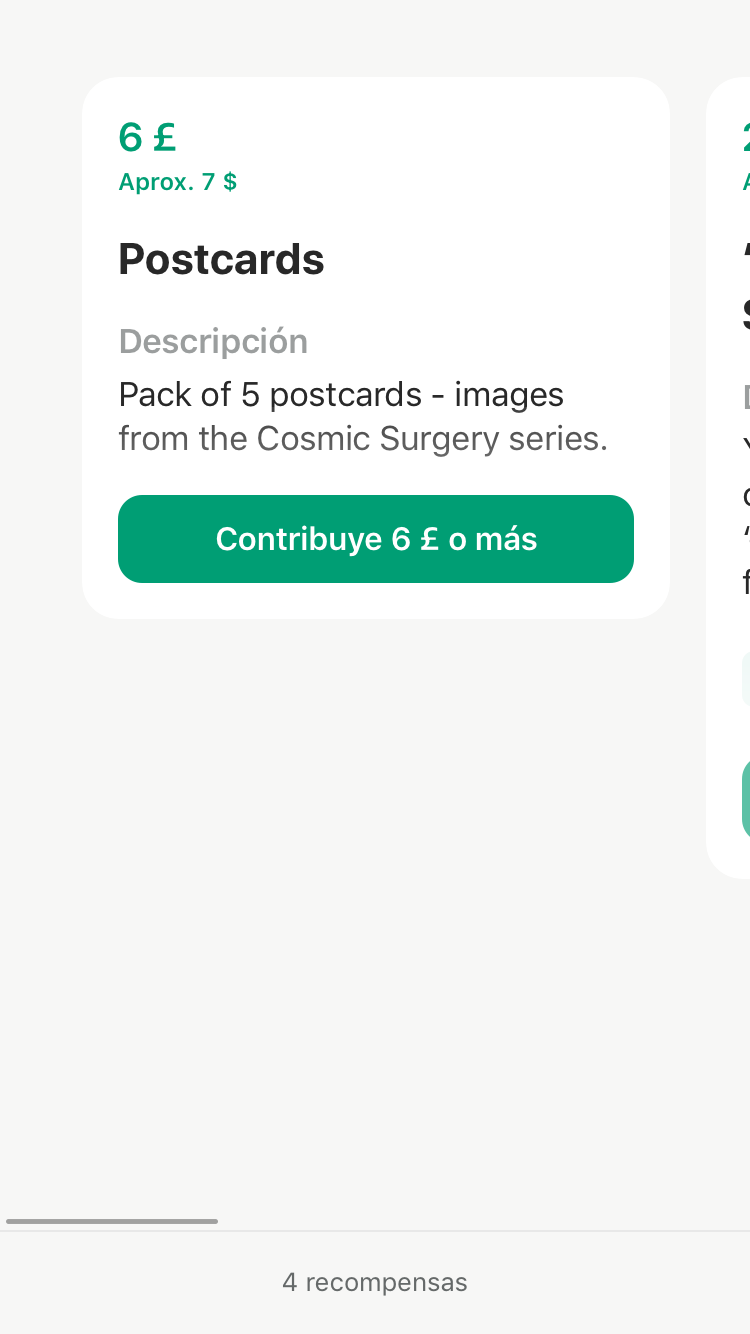 6 £
Aprox. 7 $
Postcards
Descripción
Pack of 5 postcards - images
from the Cosmic Surgery series.
Contribuye 6 £ o más
4 recompensas